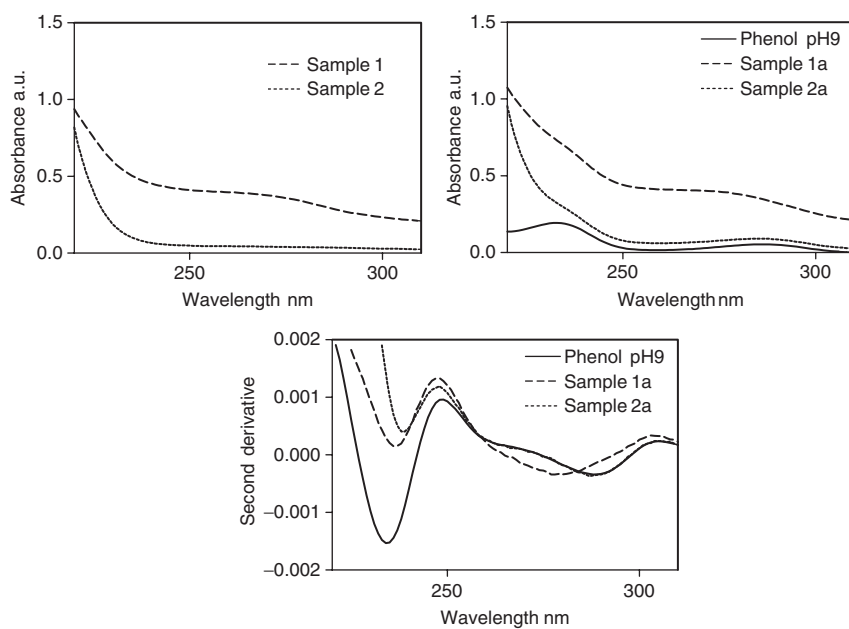 1.5
1.0
0.5
0.0
Absorbance a.u.
Sample 1
Sample 2
250
300
Wavelength nm
1.5
1.0
0.5
0.0
Absorbance a.u.
Phenol pH9
Sample 1a
Sample 2a
250
300
Wavelength nm
0.002
0.001
0.000
−0.001
−0.002
Second derivative
Phenol pH9
Sample 1a
Sample 2a
250
300
Wavelength nm